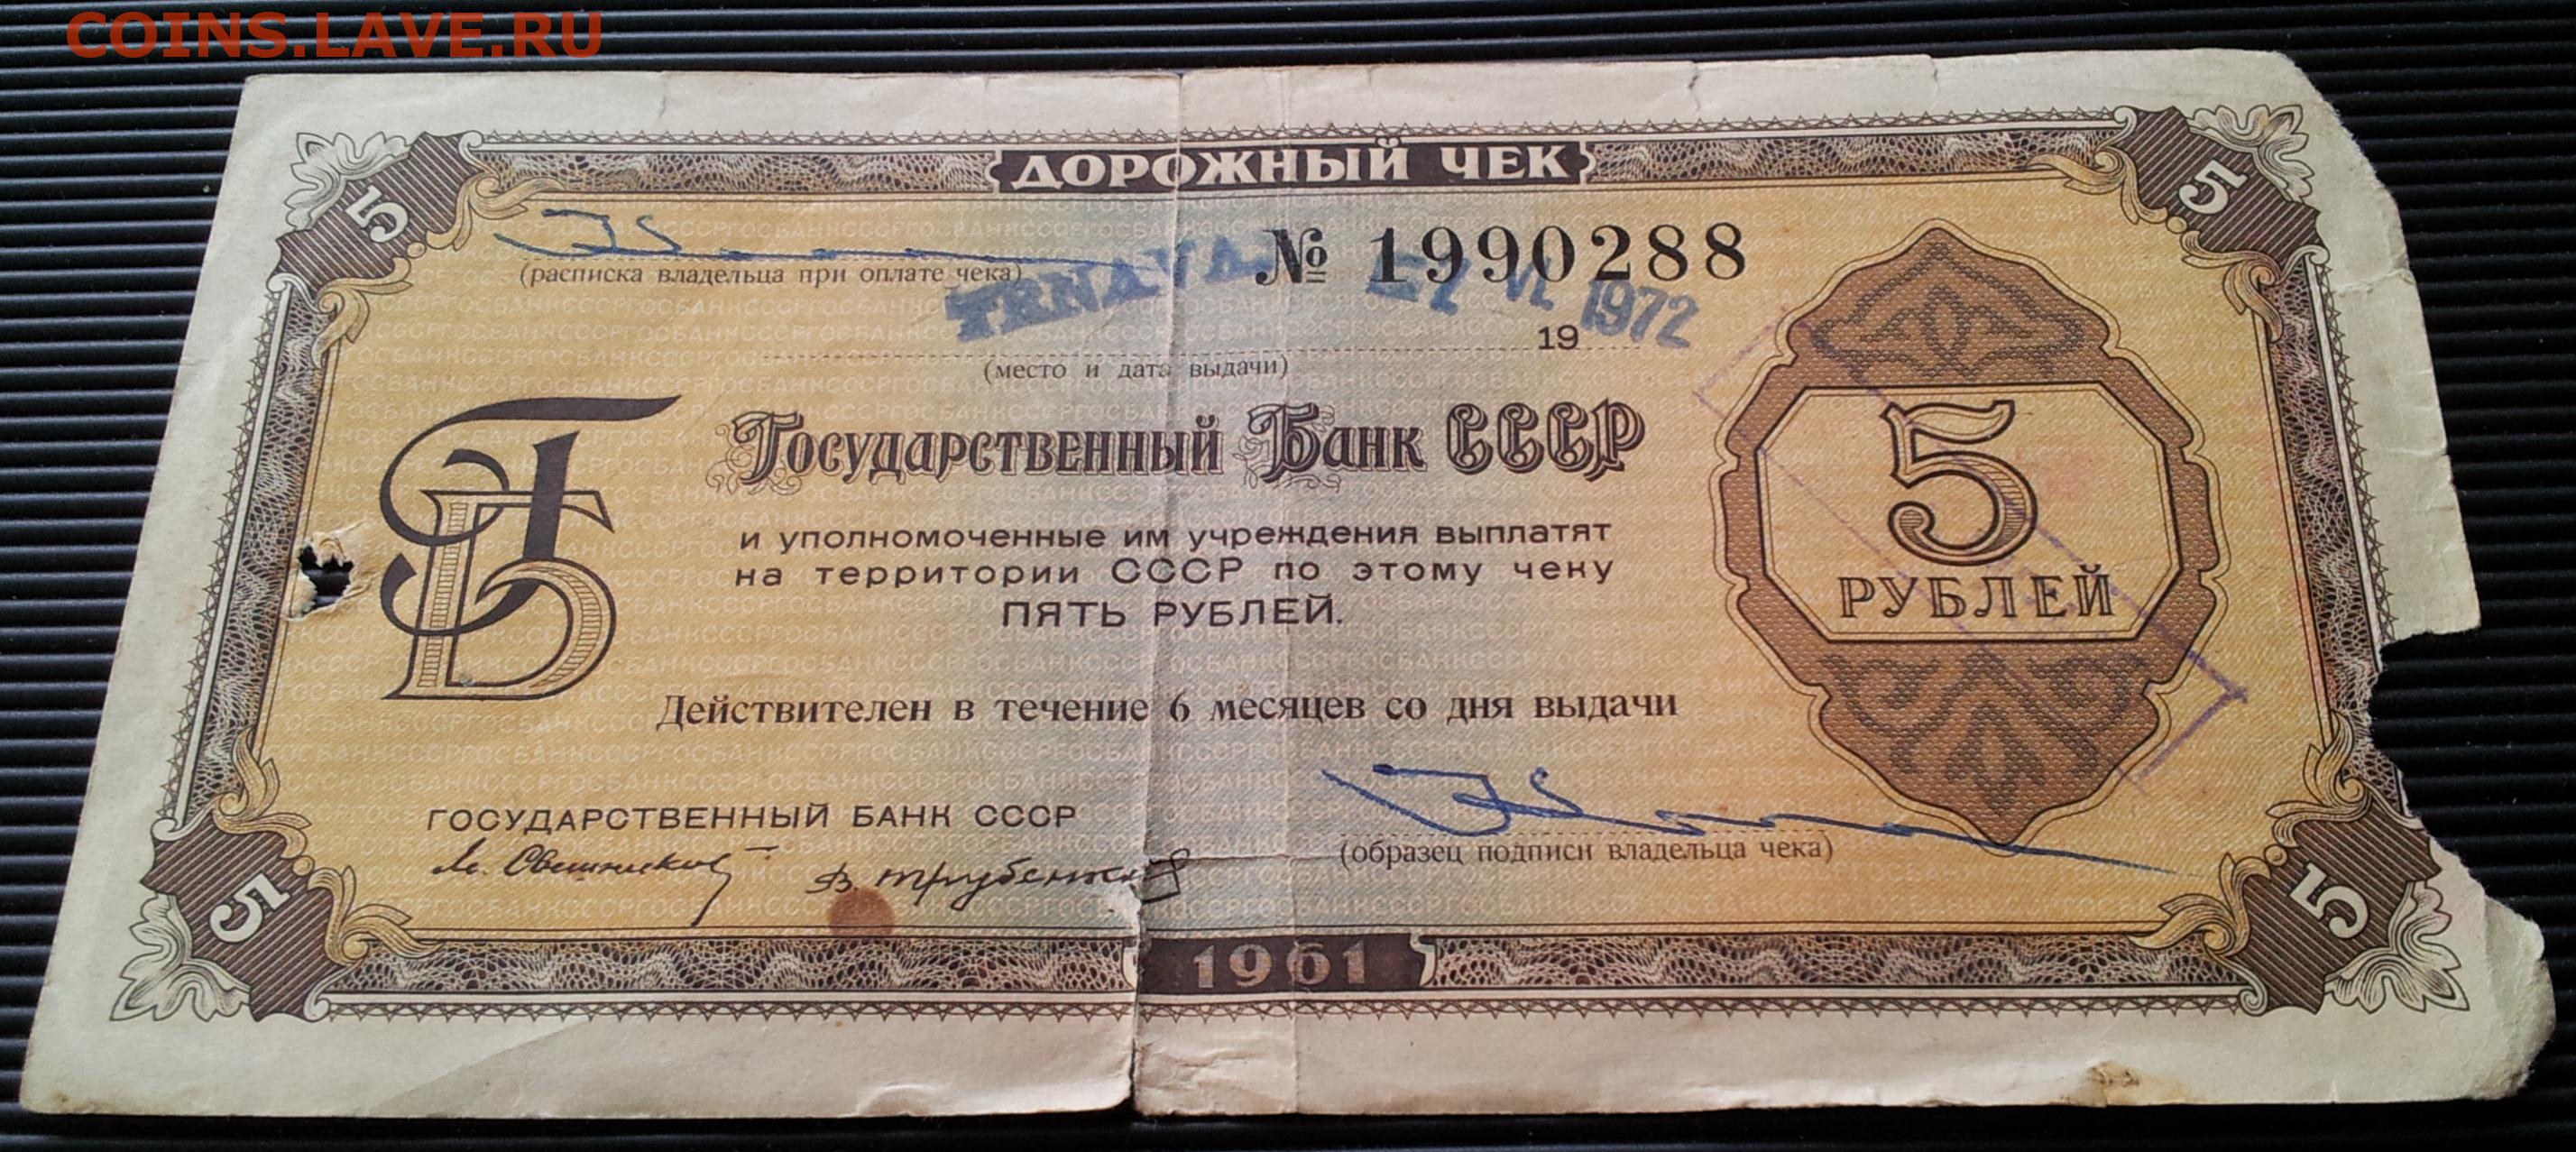 COINS.LAVE.RU
ДОРОЖНЫЙ ЧЕК
5 5
№ 1990288
(расписка владельца при оплате чека)
TRNAVA VI 1972
19
(место и дата выдачи)
ГБ
Государственный Банк СССР
и уполномоченные им учреждения выплатят
на территории СССР по этому чеку
ПЯТЬ РУБЛЕЙ.
5
РУБЛЕЙ
Действителен в течение 6 месяцев со дня выдачи
ГОСУДАРСТВЕННЫЙ БАНК СССР
(образец подписи владельца чека)
5 5
1961